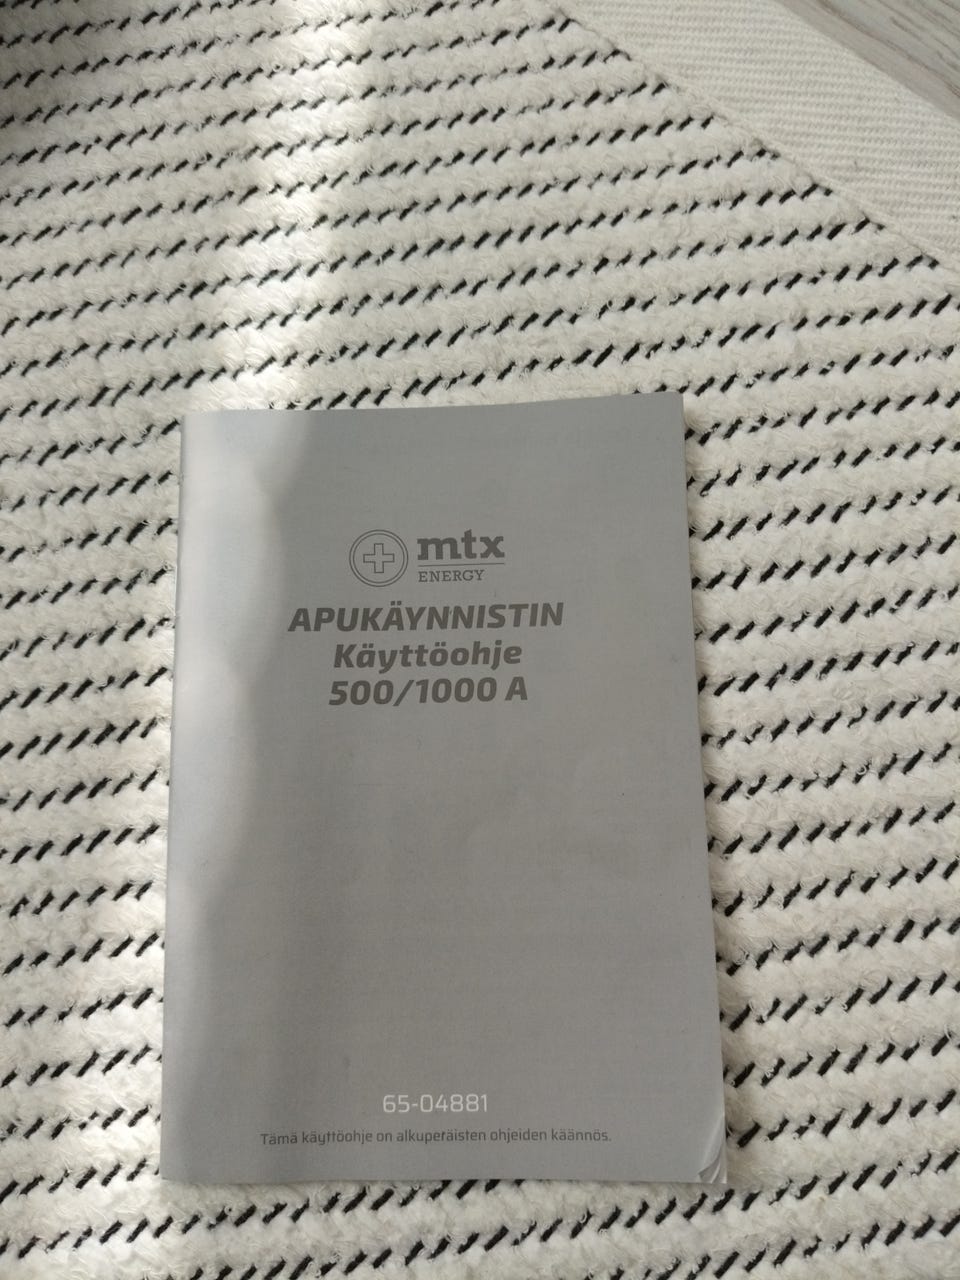 mtx
ENERGY
APUKÄYNNISTIN
Käyttöohje
500/1000 A
65-04881
Tämä käyttöohje on alkuperäisten ohjeiden käännös.